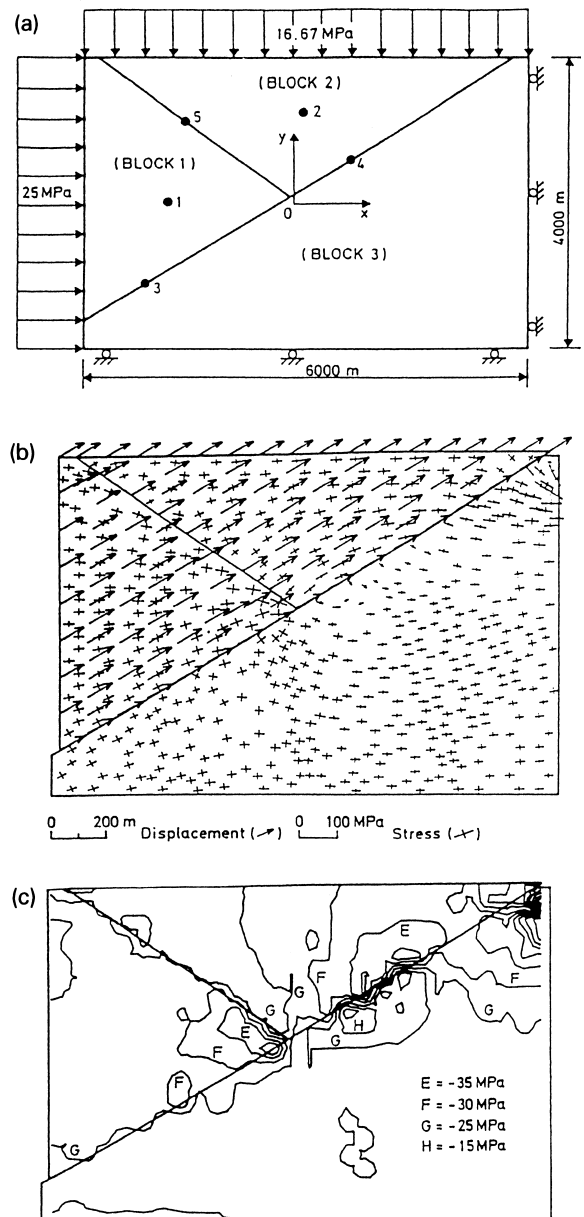 (a)
16.67 MPa
(BLOCK 2)
5
2
y
4
(BLOCK 1)
25 MPa
1
0
x
(BLOCK 3)
3
4000 m
6000 m
(b)
0 200 m Displacement (↗) 0 100 MPa Stress (⤫)
(c)
E
F
G
G
F
E
H
F
G
G
F
F
G
E = -35 MPa
F = -30 MPa
G = -25 MPa
H = -15 MPa